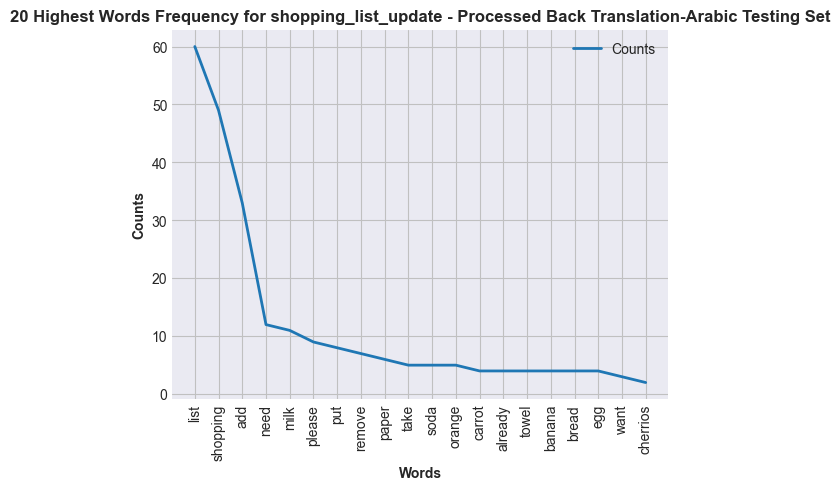 20 Highest Words Frequency for shopping_list_update - Processed Back Translation-Arabic Testing Set
Counts
60
50
40
30
20
10
0
Counts
list
shopping
add
need
milk
please
put
remove
paper
take
soda
orange
carrot
already
towel
banana
bread
egg
want
cherrios
Words